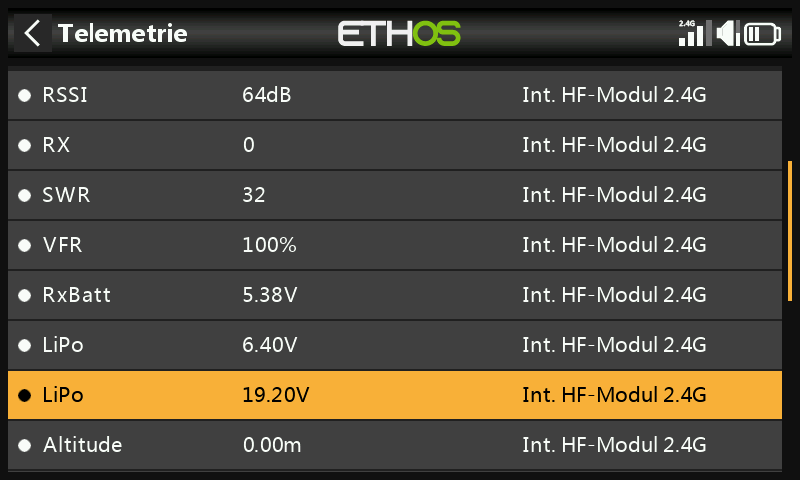 Telemetrie ETHOS 2.4G
RSSI 64dB Int. HF-Modul 2.4G
RX 0 Int. HF-Modul 2.4G
SWR 32 Int. HF-Modul 2.4G
VFR 100% Int. HF-Modul 2.4G
RxBatt 5.38V Int. HF-Modul 2.4G
LiPo 6.40V Int. HF-Modul 2.4G
LiPo 19.20V Int. HF-Modul 2.4G
Altitude 0.00m Int. HF-Modul 2.4G